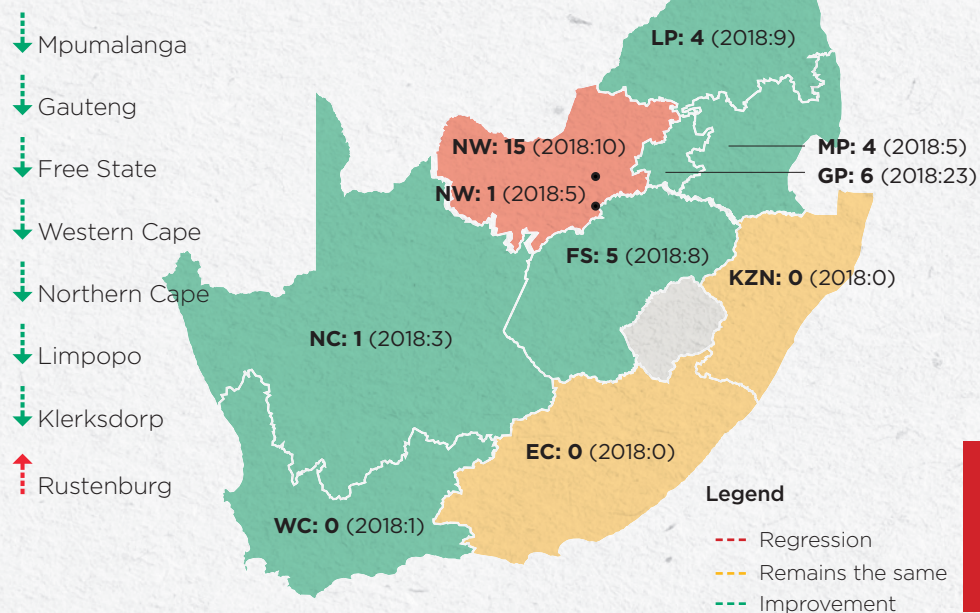 Mpumalanga
Gauteng
Free State
Western Cape
Northern Cape
Limpopo
Klerksdorp
Rustenburg
LP: 4 (2018:9)
NW: 15 (2018:10)
MP: 4 (2018:5)
GP: 6 (2018:23)
NW: 1 (2018:5)
FS: 5 (2018:8)
KZN: 0 (2018:0)
NC: 1 (2018:3)
EC: 0 (2018:0)
WC: 0 (2018:1)
Legend
Regression
Remains the same
Improvement